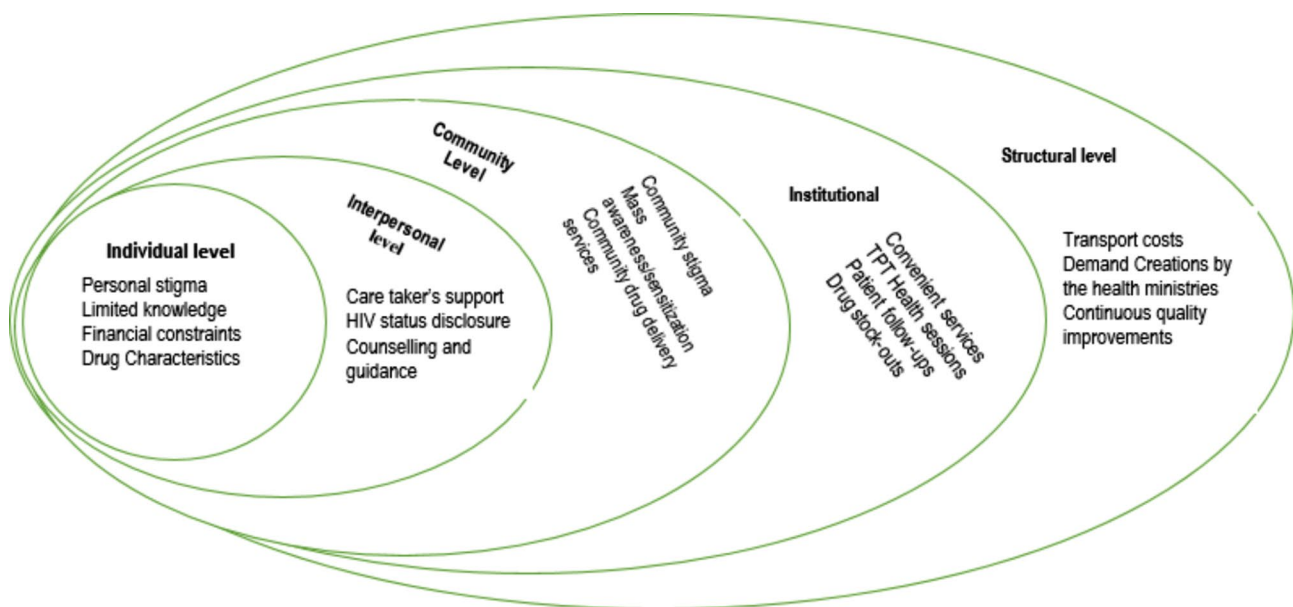 Individual level
Personal stigma
Limited knowledge
Financial constraints
Drug Characteristics
Interpersonal
level
Care taker's support
HIV status disclosure
Counselling and
guidance
Community
Level
Community stigma
Mass
awareness/sensitization
Community drug delivery
services
Institutional
Convenient services
TPT Health sessions
Patient follow-ups
Drug stock-outs
Structural level
Transport costs
Demand Creations by
the health ministries
Continuous quality
improvements